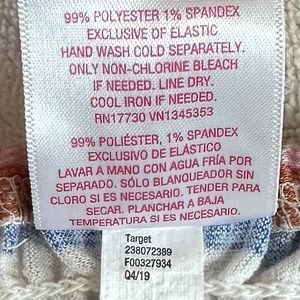 99% POLYESTER 1% SPANDEX
EXCLUSIVE OF ELASTIC
HAND WASH COLD SEPARATELY.
ONLY NON-CHLORINE BLEACH
IF NEEDED. LINE DRY.
COOL IRON IF NEEDED.
RN17730 VN1345353
99% POLIÉSTER, 1% SPANDEX
EXCLUSIVO DE ELÁSTICO
LAVAR A MANO CON AGUA FRÍA POR
SEPARADO. SÓLO BLANQUEADOR SIN
CLORO SI ES NECESARIO. TENDER PARA
SECAR. PLANCHAR A BAJA
TEMPERATURA SI ES NECESARIO.
Target
238072389
F00327934
Q4/19